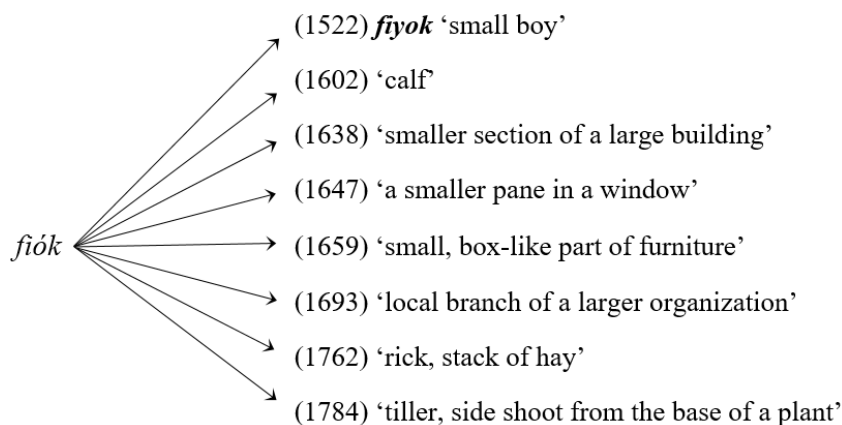 (1522) fiyok ‘small boy’
(1602) ‘calf’
(1638) ‘smaller section of a large building’
(1647) ‘a smaller pane in a window’
fiók
(1659) ‘small, box-like part of furniture’
(1693) ‘local branch of a larger organization’
(1762) ‘rick, stack of hay’
(1784) ‘tiller, side shoot from the base of a plant’